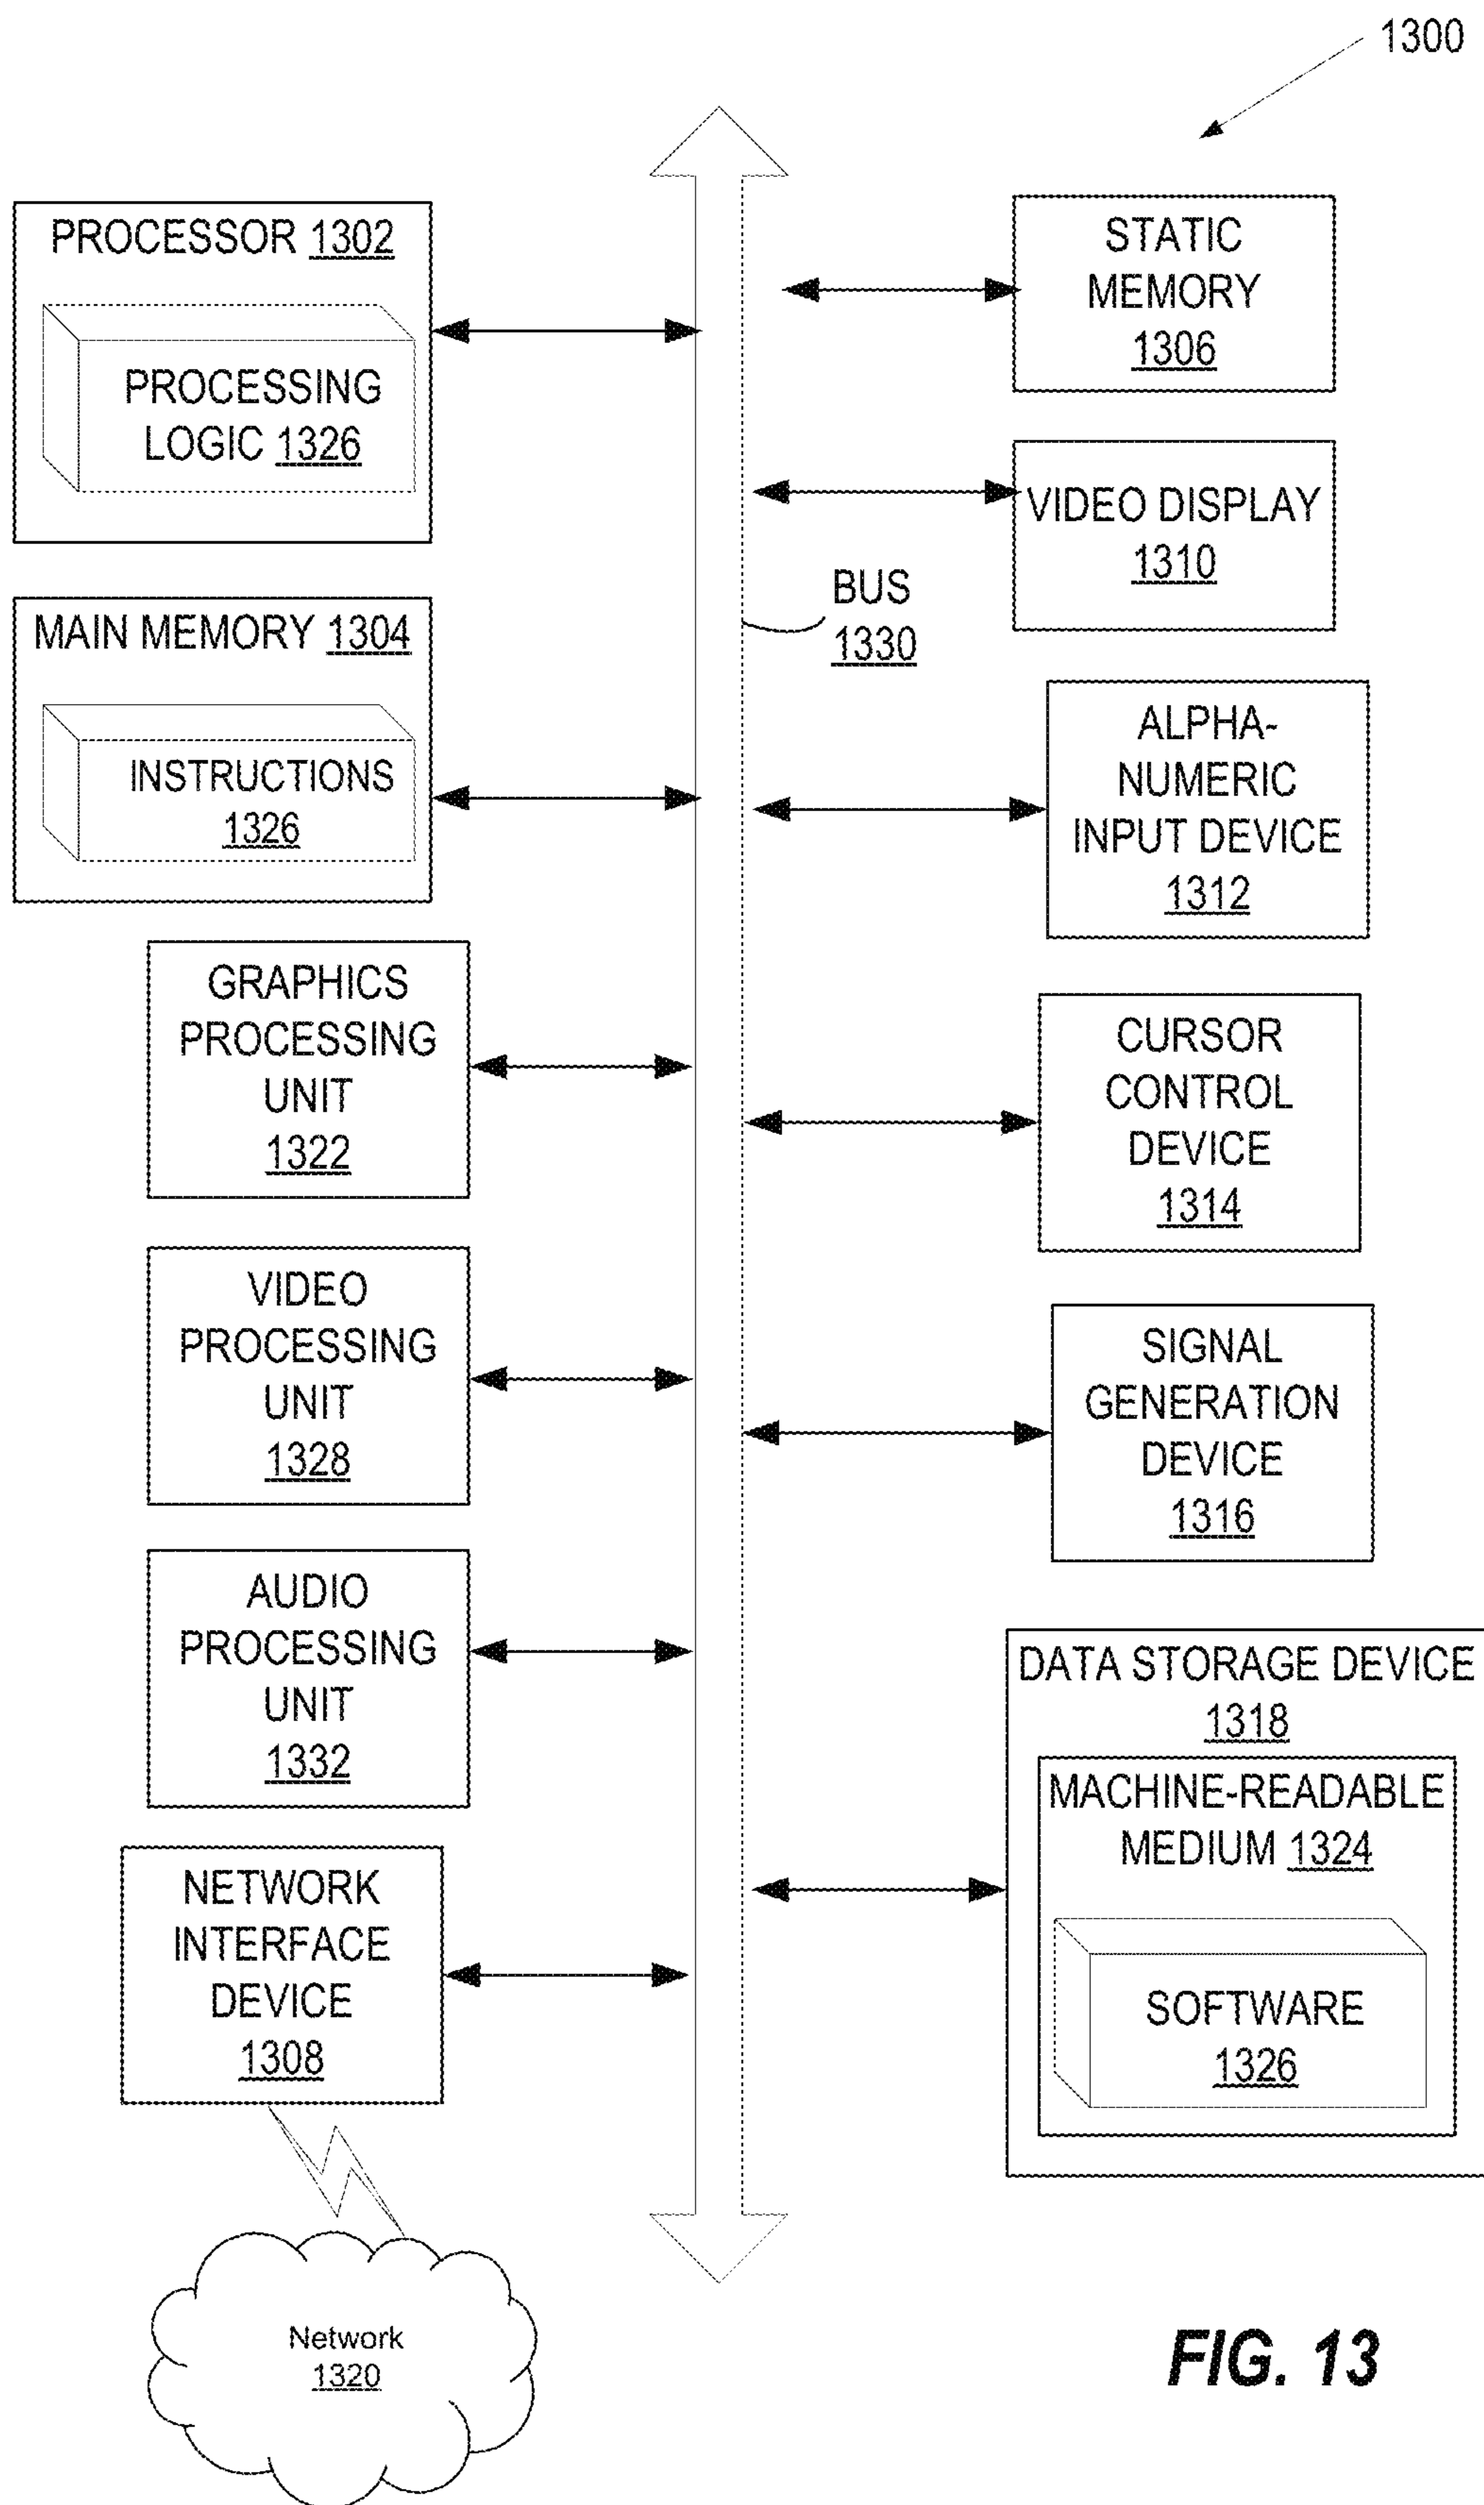 1300
PROCESSOR 1302
PROCESSING
LOGIC 1326
MAIN MEMORY 1304
INSTRUCTIONS
1326
GRAPHICS
PROCESSING
UNIT
1322
VIDEO
PROCESSING
UNIT
1328
AUDIO
PROCESSING
UNIT
1332
NETWORK
INTERFACE
DEVICE
1308
Network
1320
BUS
1330
STATIC
MEMORY
1306
VIDEO DISPLAY
1310
ALPHA-
NUMERIC
INPUT DEVICE
1312
CURSOR
CONTROL
DEVICE
1314
SIGNAL
GENERATION
DEVICE
1316
DATA STORAGE DEVICE
1318
MACHINE-READABLE
MEDIUM 1324
SOFTWARE
1326
FIG. 13